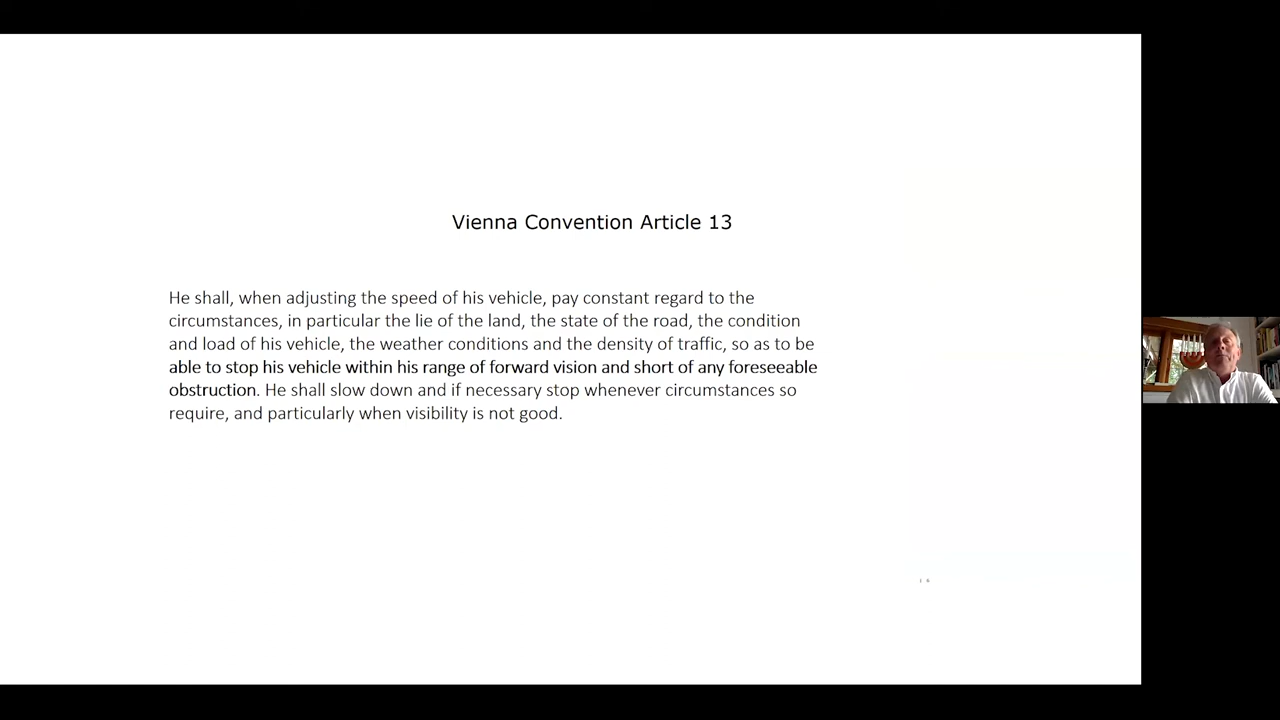 Vienna Convention Article 13
He shall, when adjusting the speed of his vehicle, pay constant regard to the
circumstances, in particular the lie of the land, the state of the road, the condition
and load of his vehicle, the weather conditions and the density of traffic, so as to be
able to stop his vehicle within his range of forward vision and short of any foreseeable
obstruction. He shall slow down and if necessary stop whenever circumstances so
require, and particularly when visibility is not good.